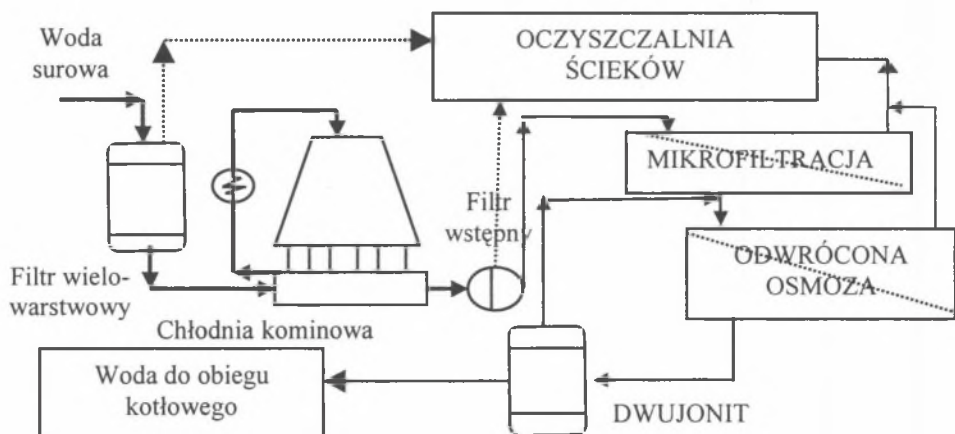 Woda
surowa
OCZYSZCZALNIA
ŚCIEKÓW
MIKROFILTRACJA
Filtr
wstępny
ODWRÓCONA
OSMOZA
Filtr wielo-
warstwowy
Chłodnia kominowa
Woda do obiegu
kotłowego
DWUJONIT